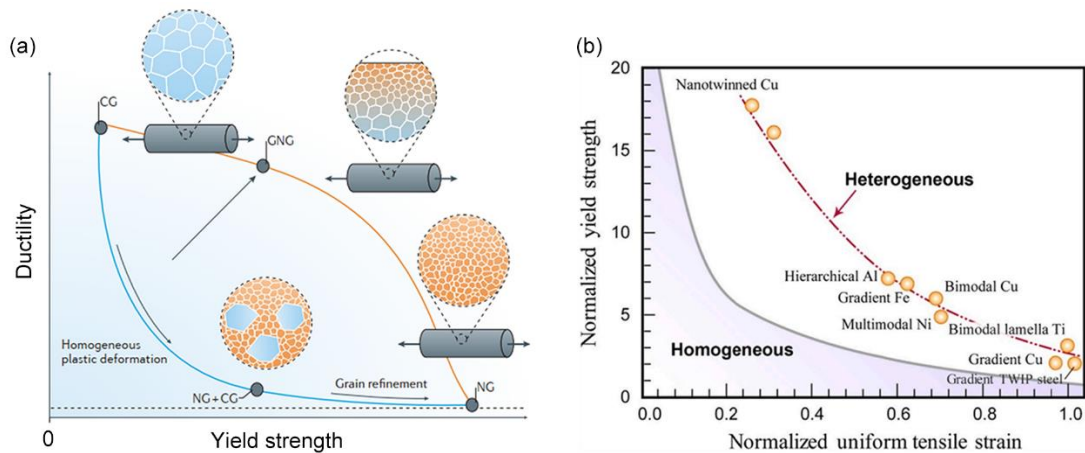 (a)
CG
GNG
Ductility
Homogeneous
plastic deformation
NG+CG
Grain refinement
NG
0
Yield strength
(b)
20
15
10
5
0
Normalized yield strength
Nanotwinned Cu
Heterogeneous
Hierarchical Al
Gradient Fe
Bimodal Cu
Multimodal Ni
Bimodal lamella Ti
Homogeneous
Gradient Cu
Gradient TWIP steel
0.0 0.2 0.4 0.6 0.8 1.0
Normalized uniform tensile strain